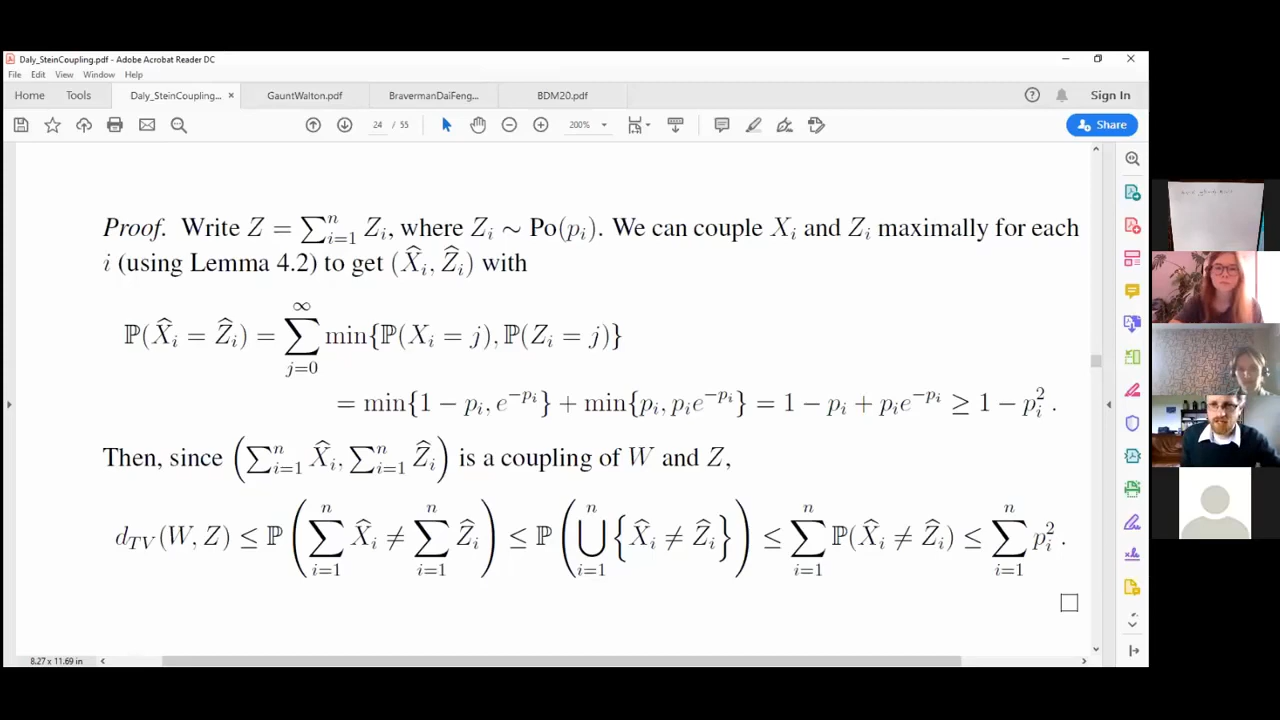 Daly_SteinCoupling.pdf - Adobe Acrobat Reader DC
File Edit View Window Help
Home Tools Daly_SteinCoupling... × GauntWalton.pdf BravermanDaiFeng... BDM20.pdf Sign In
24 / 55 200% Share
Proof. Write Z = ∑_{i=1}^{n} Z_i, where Z_i ∼ Po(p_i). We can couple X_i and Z_i maximally for each
i (using Lemma 4.2) to get (X̂_i, Ẑ_i) with
ℙ(X̂_i = Ẑ_i) = ∑_{j=0}^{∞} min{ℙ(X_i = j), ℙ(Z_i = j)}
= min{1 − p_i, e^{−p_i}} + min{p_i, p_i e^{−p_i}} = 1 − p_i + p_i e^{−p_i} ≥ 1 − p_i^2 .
Then, since (∑_{i=1}^{n} X̂_i, ∑_{i=1}^{n} Ẑ_i) is a coupling of W and Z,
d_{TV}(W, Z) ≤ ℙ(∑_{i=1}^{n} X̂_i ≠ ∑_{i=1}^{n} Ẑ_i) ≤ ℙ(⋃_{i=1}^{n} {X̂_i ≠ Ẑ_i}) ≤ ∑_{i=1}^{n} ℙ(X̂_i ≠ Ẑ_i) ≤ ∑_{i=1}^{n} p_i^2 .
□
8.27 x 11.69 in